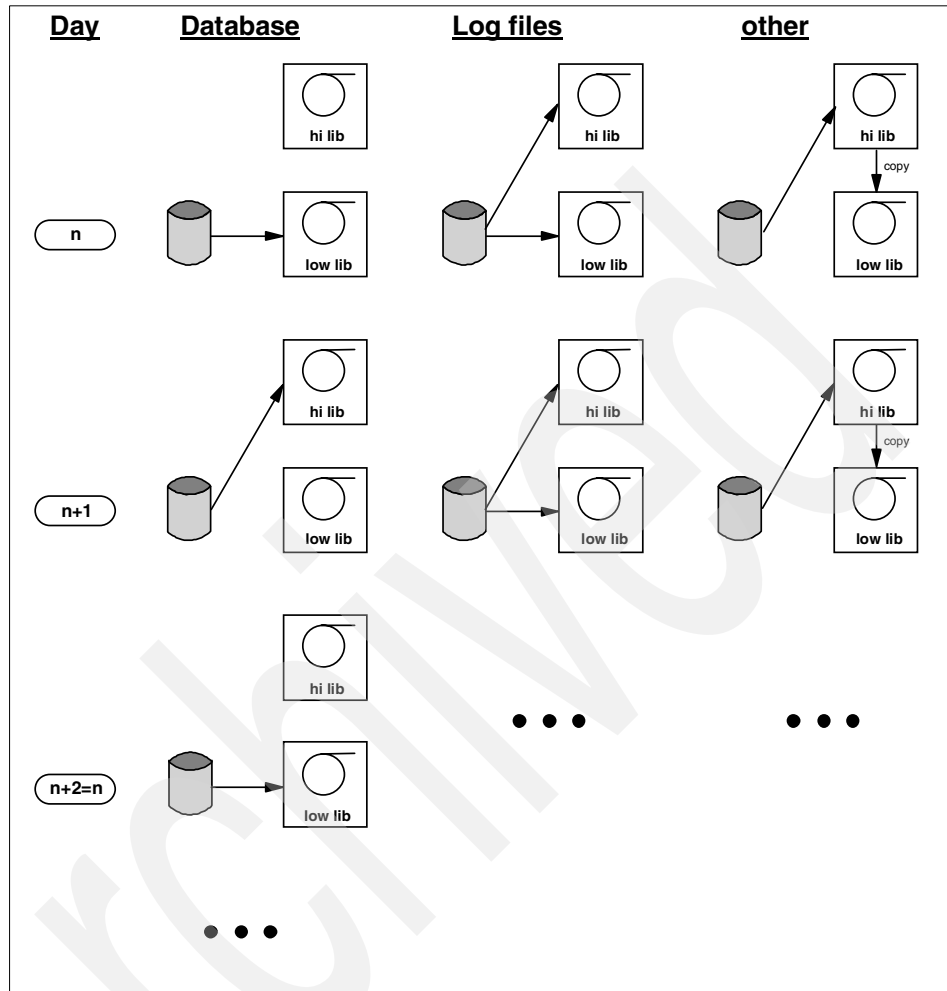 Day Database Log files other
hi lib hi lib hi lib
copy
n
low lib low lib low lib
hi lib hi lib hi lib
copy
n+1
low lib low lib low lib
hi lib
n+2=n
low lib
rchived